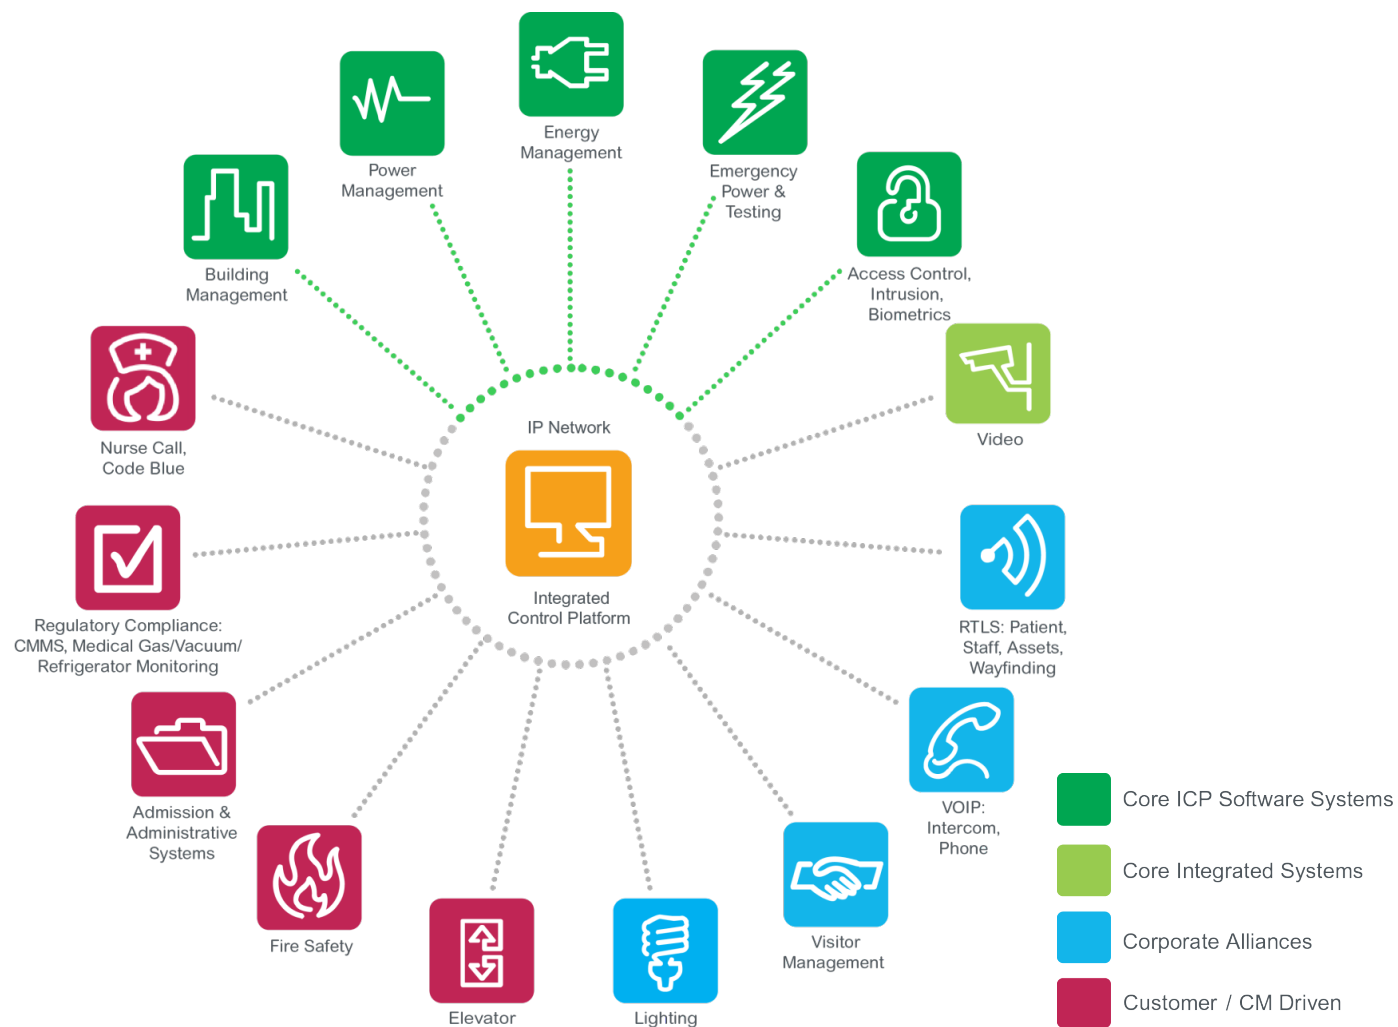 Energy
Management
Power
Management
Emergency
Power &
Testing
Building
Management
Access Control,
Intrusion,
Biometrics
Nurse Call,
Code Blue
IP Network
Video
Integrated
Control Platform
Regulatory Compliance:
CMMS, Medical Gas/Vacuum/
Refrigerator Monitoring
RTLS: Patient,
Staff, Assets,
Wayfinding
Admission &
Administrative
Systems
VOIP:
Intercom,
Phone
Fire Safety
Visitor
Management
Elevator
Lighting
Core ICP Software Systems
Core Integrated Systems
Corporate Alliances
Customer / CM Driven